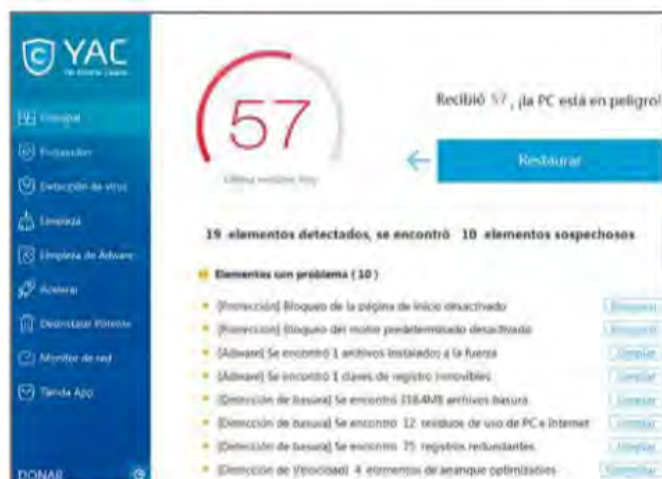 YAC
57
Recibió 57, ¡la PC está en peligro!
Restaurar
19 elementos detectados, se encontró 10 elementos sospechosos
Elementos con problema (10)
[Protección] Bloqueo de la página de inicio desactivado
[Protección] Bloqueo del motor predeterminado desactivado
[Adware] Se encontró 1 archivos instalados a la fuerza
[Adware] Se encontró 1 claves de registro inmovibles
Limpiar
[Detección de basura] Se encontró 318.4MB archivos basura
Limpiar
[Detección de basura] Se encontró 12 residuos de uso de PC e Internet
Limpiar
[Detección de basura] Se encontró 75 registros redundantes
Limpiar
[Detección de Velocidad] 4 elementos de arranque optimizables
Principal
Protección
Detección de virus
Limpieza
Limpieza de Adware
Acelerar
Desinstalar Potente
Monitor de red
Tienda App
DONAR